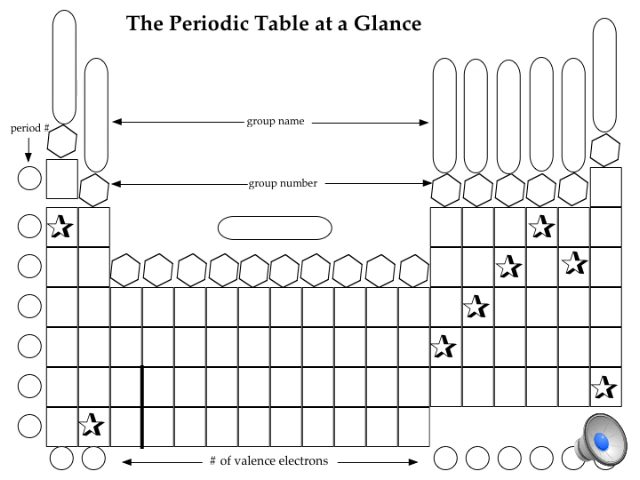 The Periodic Table at a Glance
group name
period #
group number
# of valence electrons